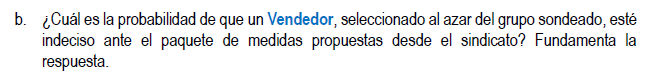 b. ¿Cuál es la probabilidad de que un Vendedor, seleccionado al azar del grupo sondeado, esté
indeciso ante el paquete de medidas propuestas desde el sindicato? Fundamenta la
respuesta.